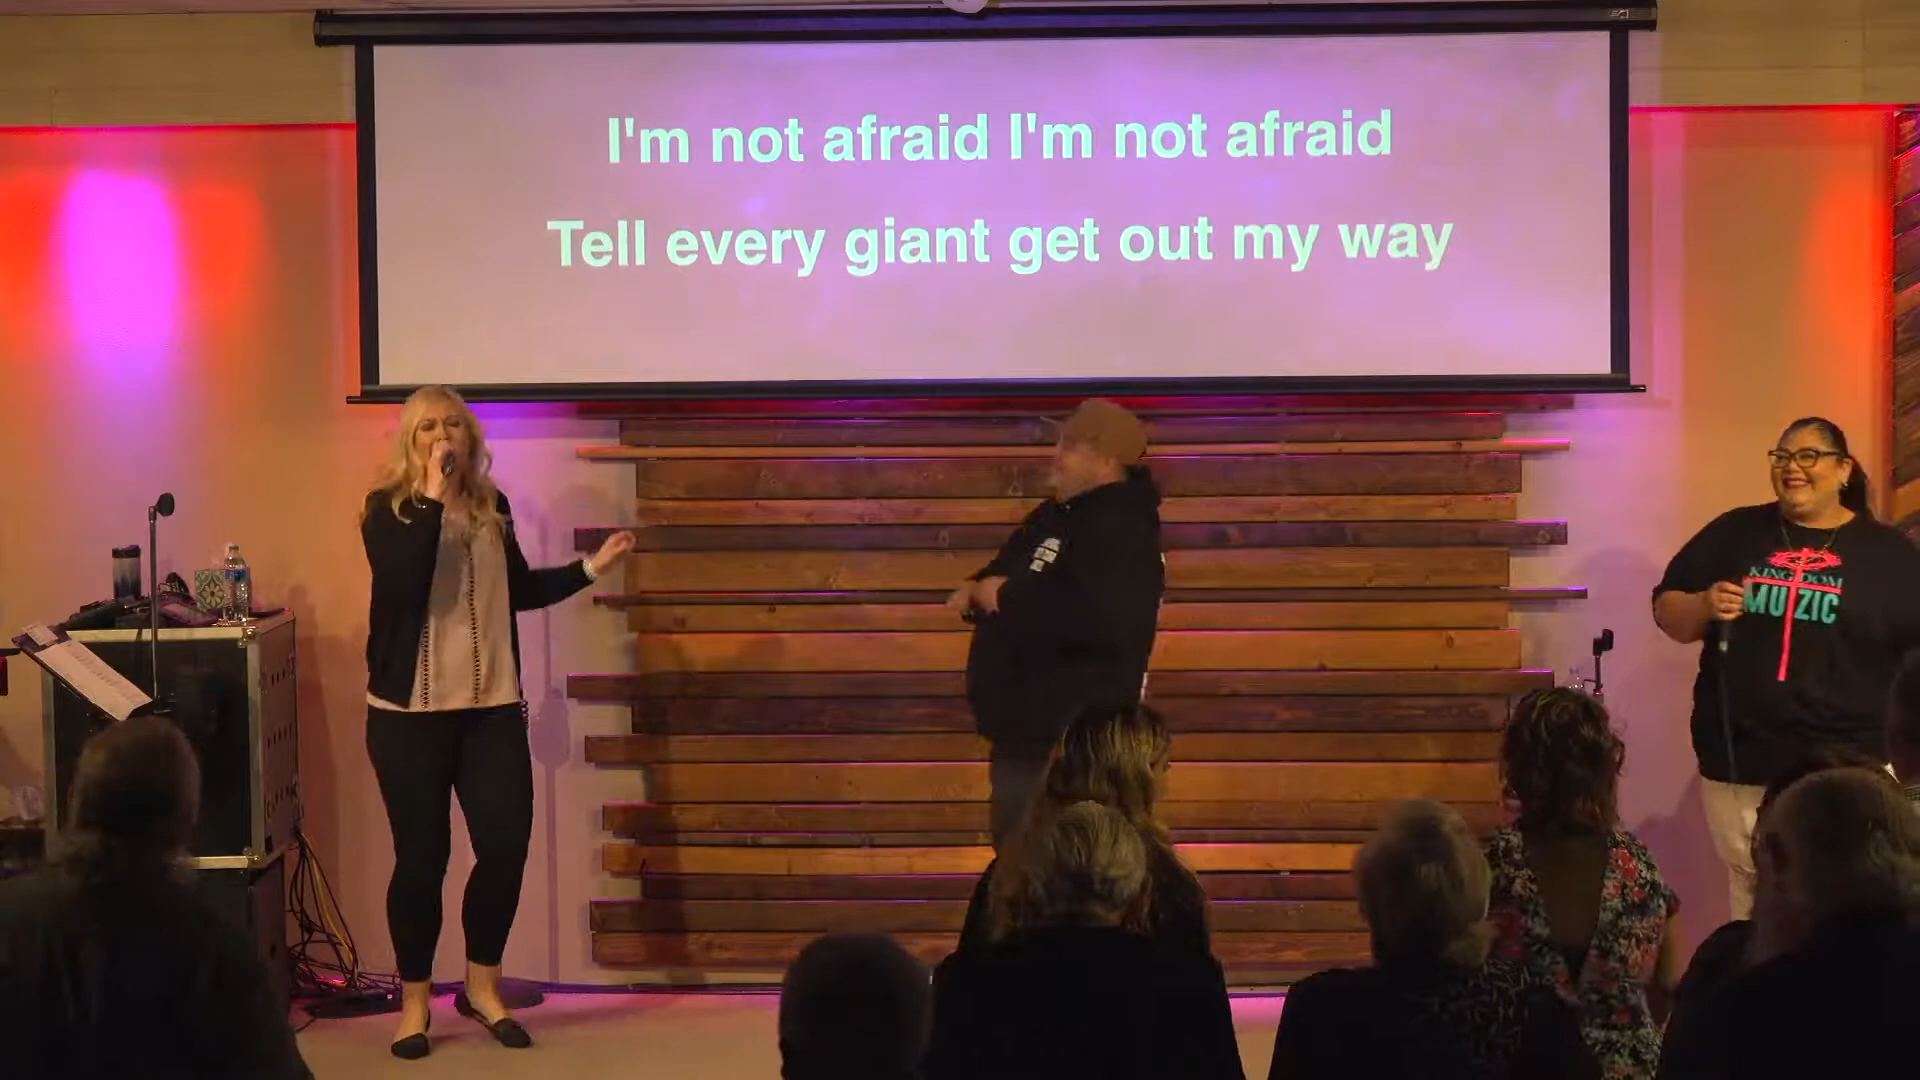 I'm not afraid I'm not afraid
Tell every giant get out my way
KINGDOM
MUZIC